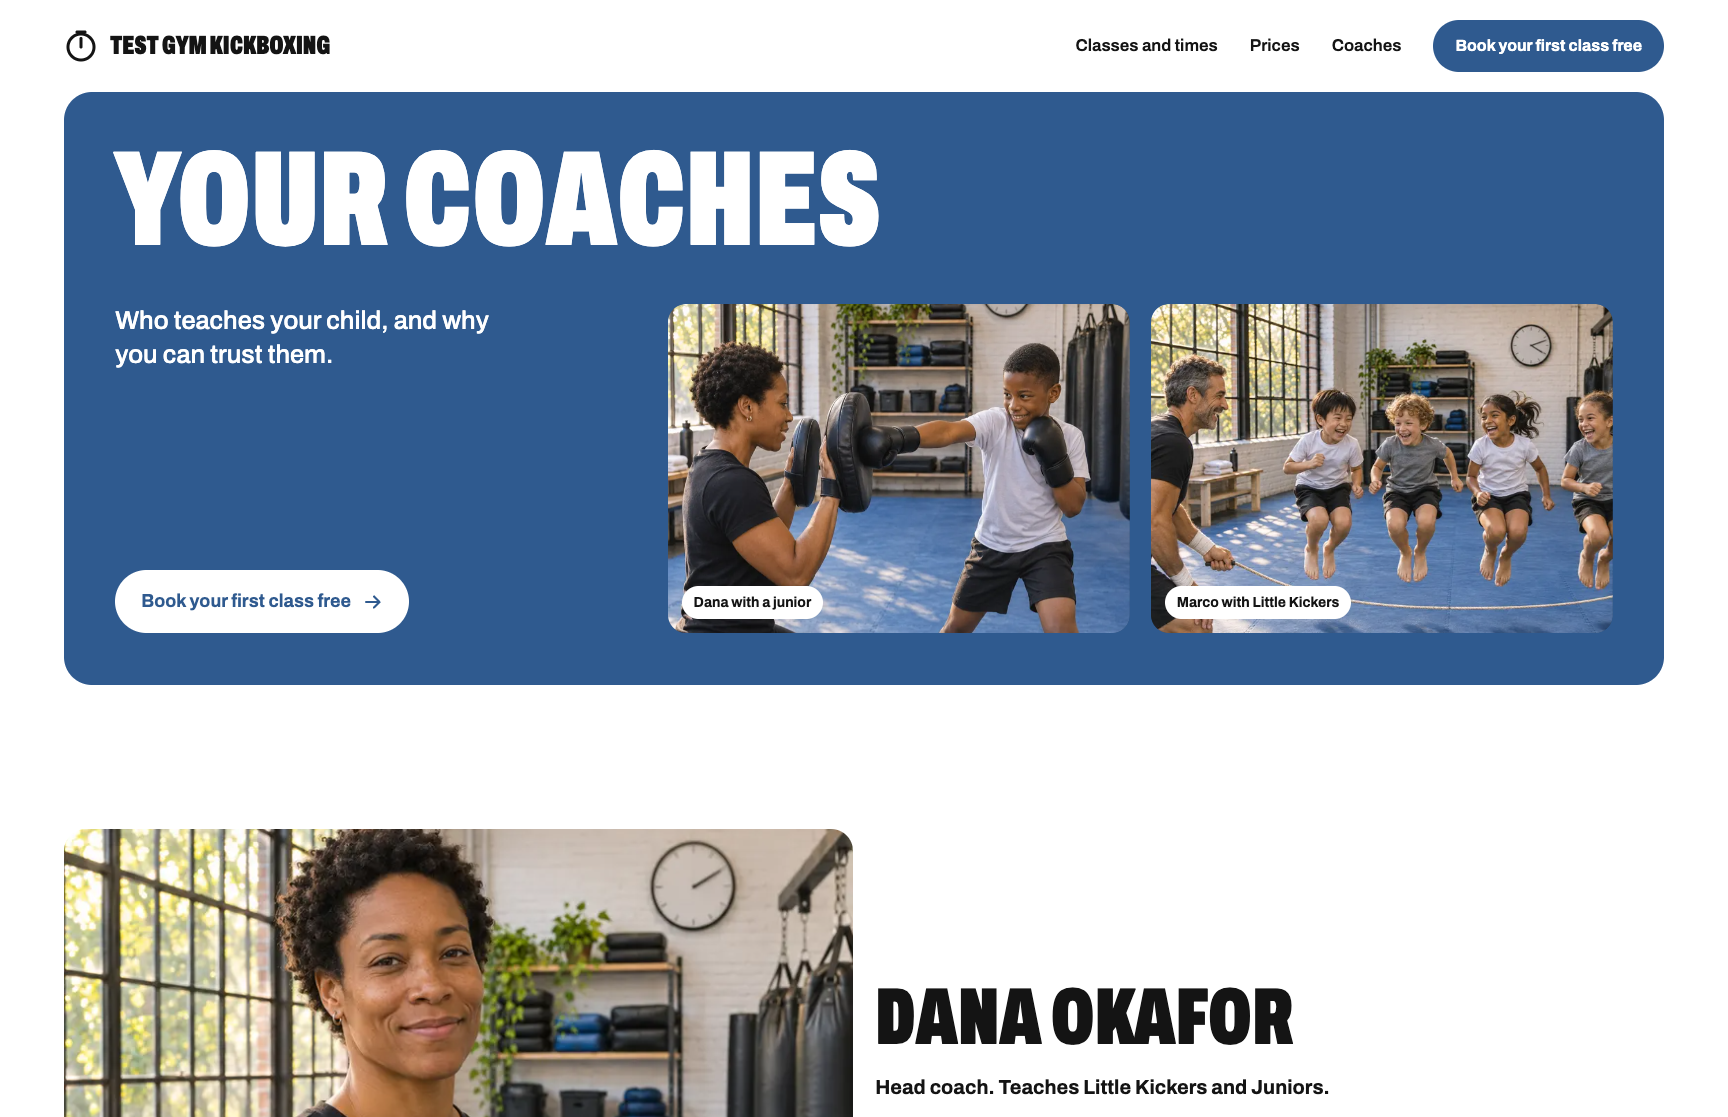 TEST GYM KICKBOXING
Classes and times
Prices
Coaches
Book your first class free
YOUR COACHES
Who teaches your child, and why
you can trust them.
Book your first class free
Dana with a junior
Marco with Little Kickers
DANA OKAFOR
Head coach. Teaches Little Kickers and Juniors.